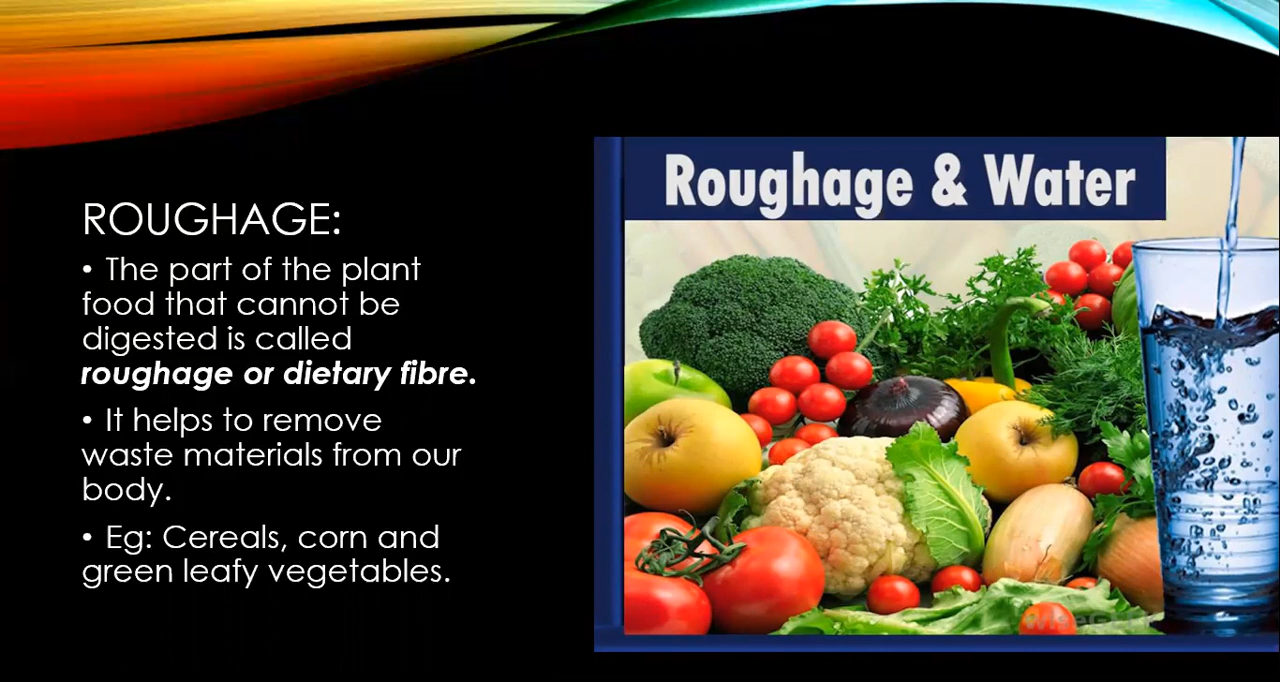 ROUGHAGE:
• The part of the plant
food that cannot be
digested is called
roughage or dietary fibre.
• It helps to remove
waste materials from our
body.
• Eg: Cereals, corn and
green leafy vegetables.
Roughage & Water